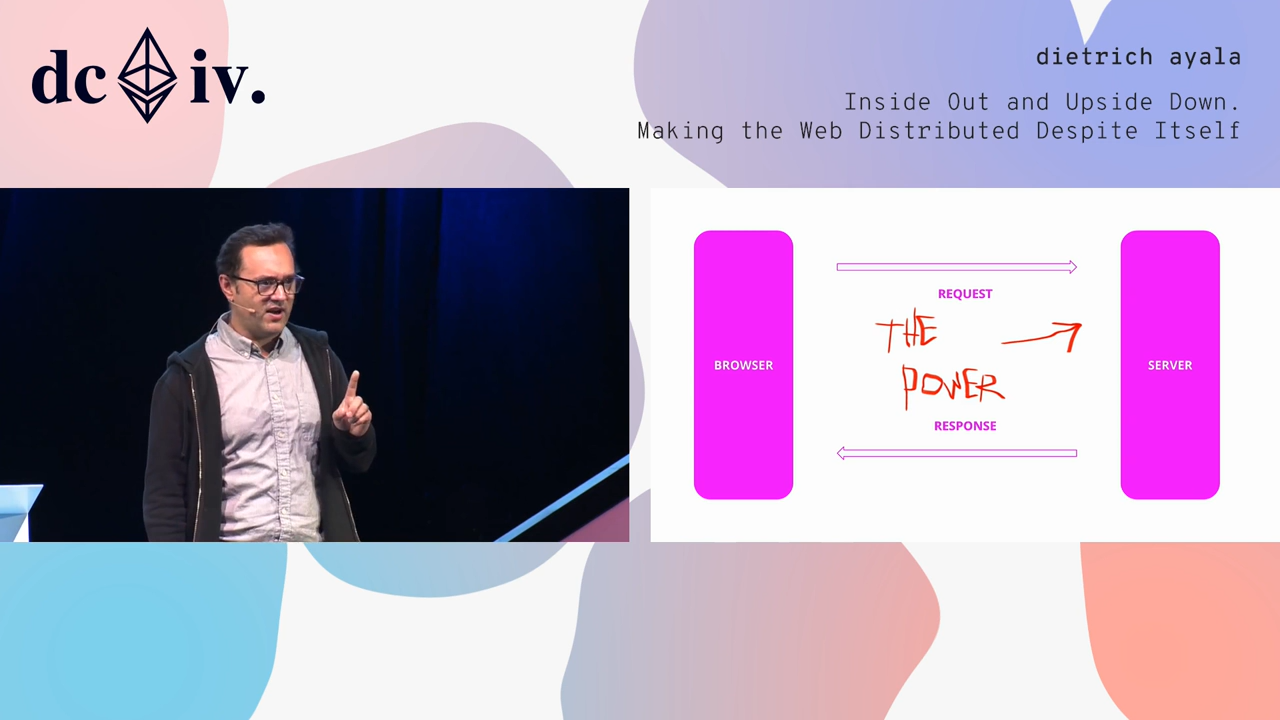 dc iv.
dietrich ayala
Inside Out and Upside Down.
Making the Web Distributed Despite Itself
REQUEST
THE
POWER
BROWSER
SERVER
RESPONSE